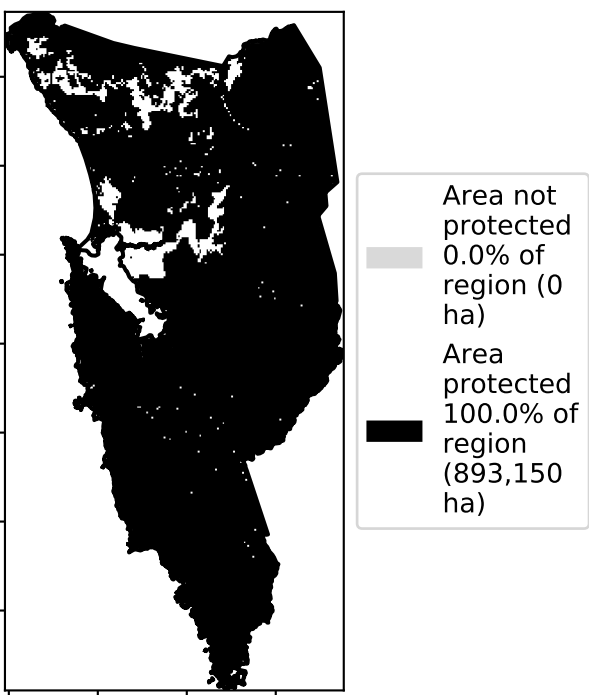 Area not
protected
0.0% of
region (0
ha)
Area
protected
100.0% of
region
(893,150
ha)